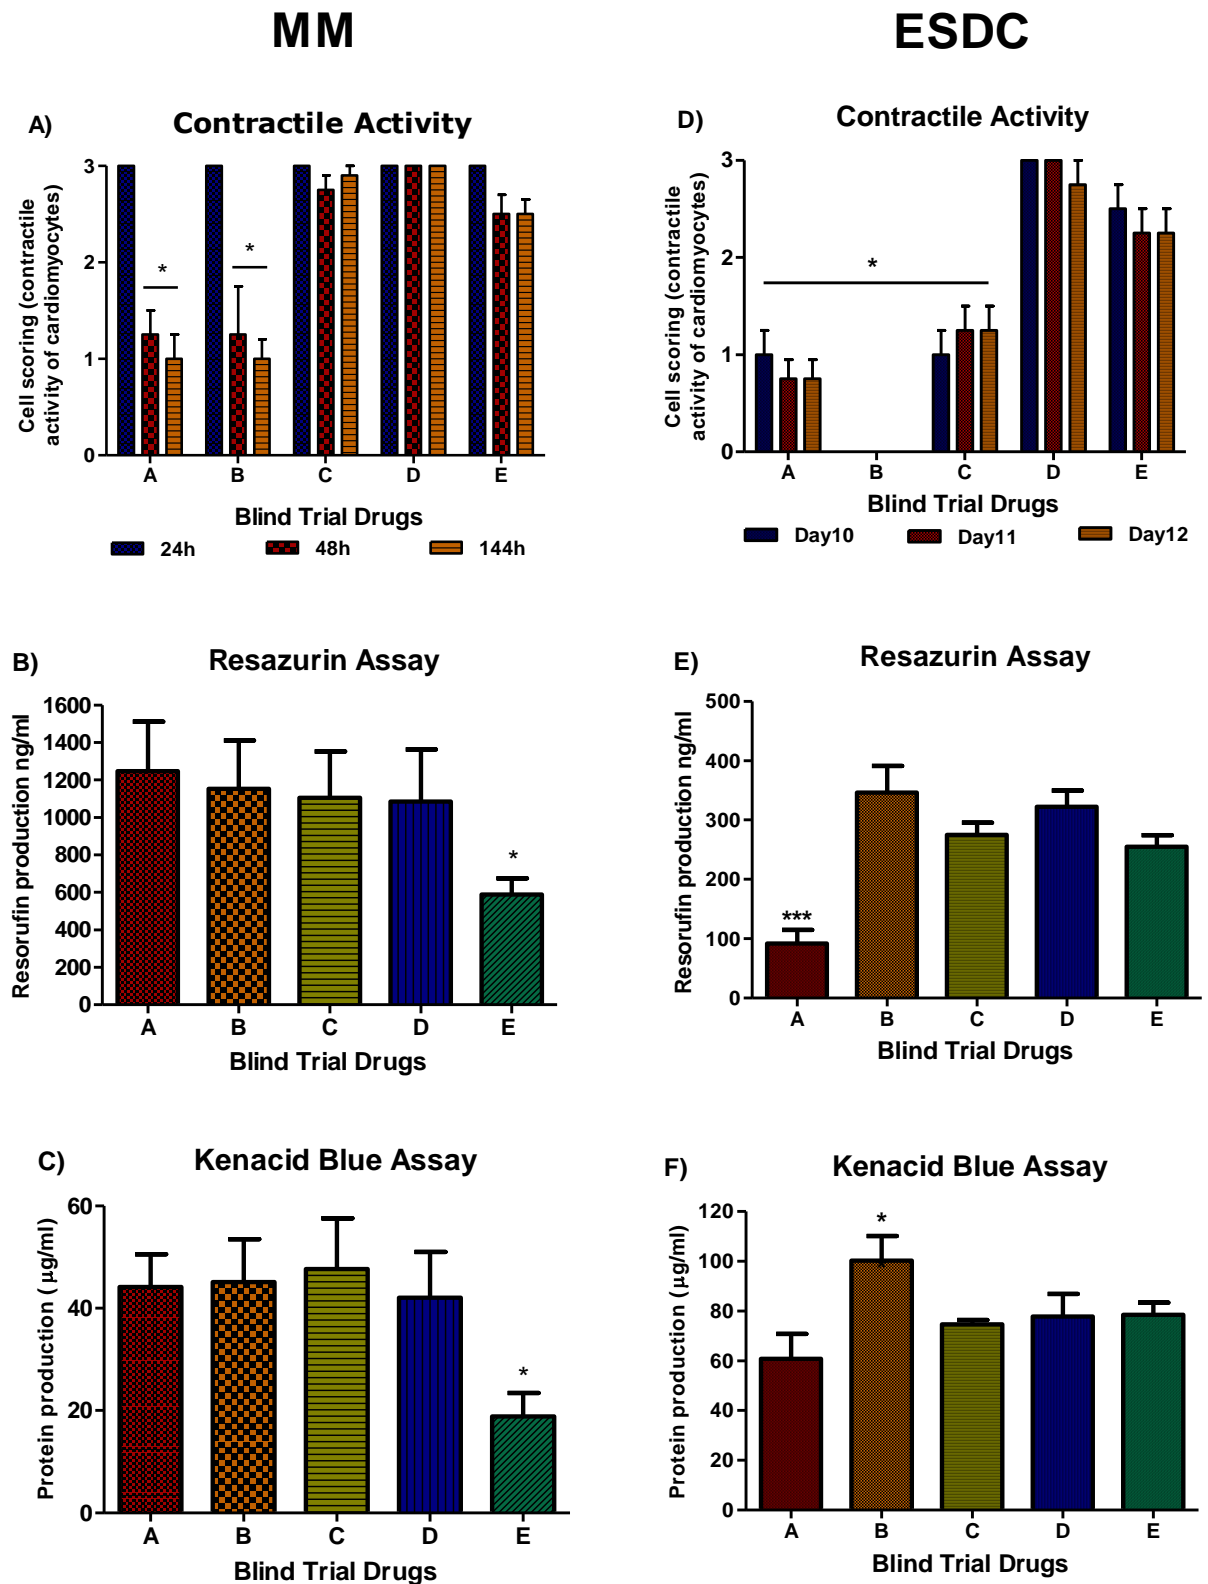 MM
ESDC
A)
Contractile Activity
Cell scoring (contractile
activity of cardiomyocytes)
3
2
1
0
*
*
A B C D E
Blind Trial Drugs
24h 48h 144h
D)
Contractile Activity
Cell scoring (contractile
activity of cardiomyocytes)
3
2
1
0
*
A B C D E
Blind Trial Drugs
Day10 Day11 Day12
B)
Resazurin Assay
Resorufin production ng/ml
1600
1400
1200
1000
800
600
400
200
0
*
A B C D E
Blind Trial Drugs
E)
Resazurin Assay
Resorufin production ng/ml
500
400
300
200
100
0
***
A B C D E
Blind Trial Drugs
C)
Kenacid Blue Assay
Protein production ( µg/ml)
60
40
20
0
*
A B C D E
Blind Trial Drugs
F)
Kenacid Blue Assay
Protein production (µg/ml)
120
100
80
60
40
20
0
*
A B C D E
Blind Trial Drugs